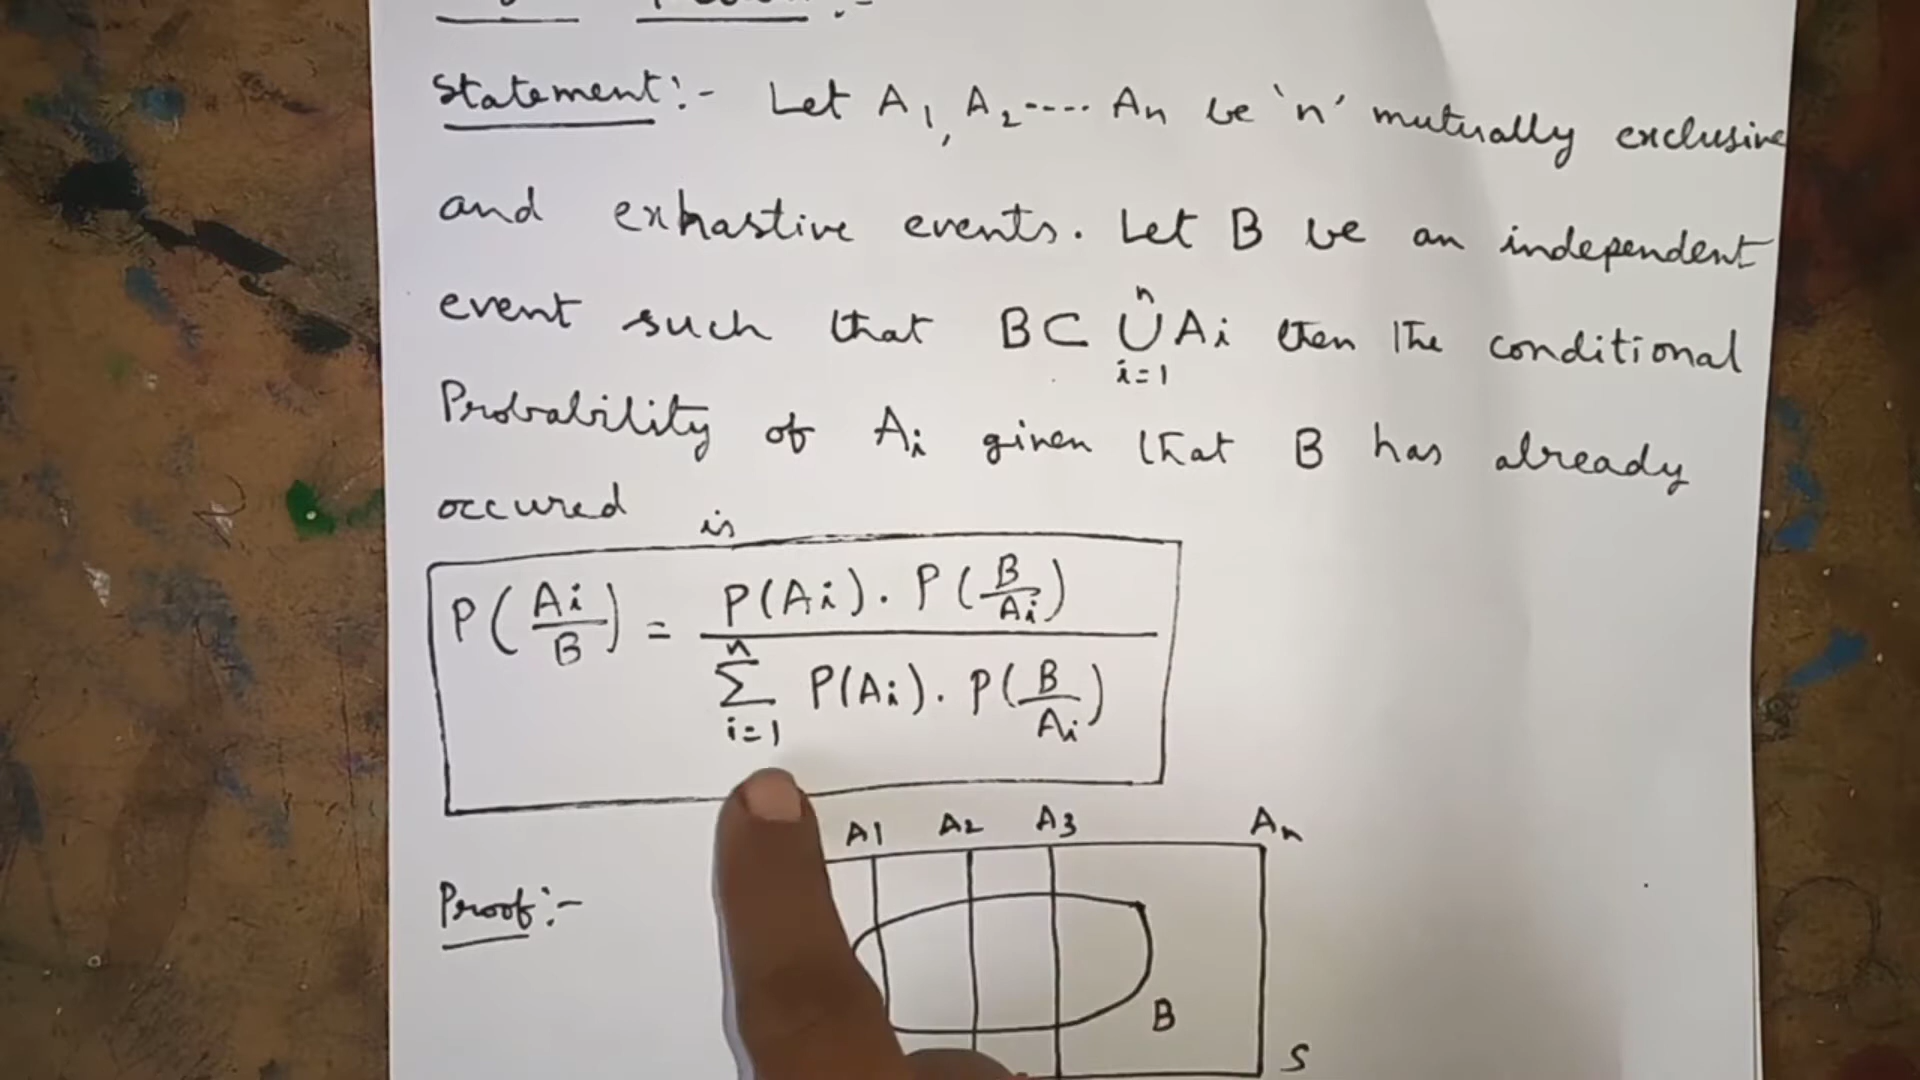 Statement:- Let A1, A2---- An be 'n' mutually exclusive
and exhastive events. Let B be an independent
event such that B⊂ ⋃ᵢ₌₁ⁿ Ai then the conditional
Probability of Ai given that B has already
occured is
P(Ai/B) = P(Ai). P(B/Ai) / ∑ᵢ₌₁ⁿ P(Ai). P(B/Ai)
A1 A2 A3 An
Proof:-
B
S